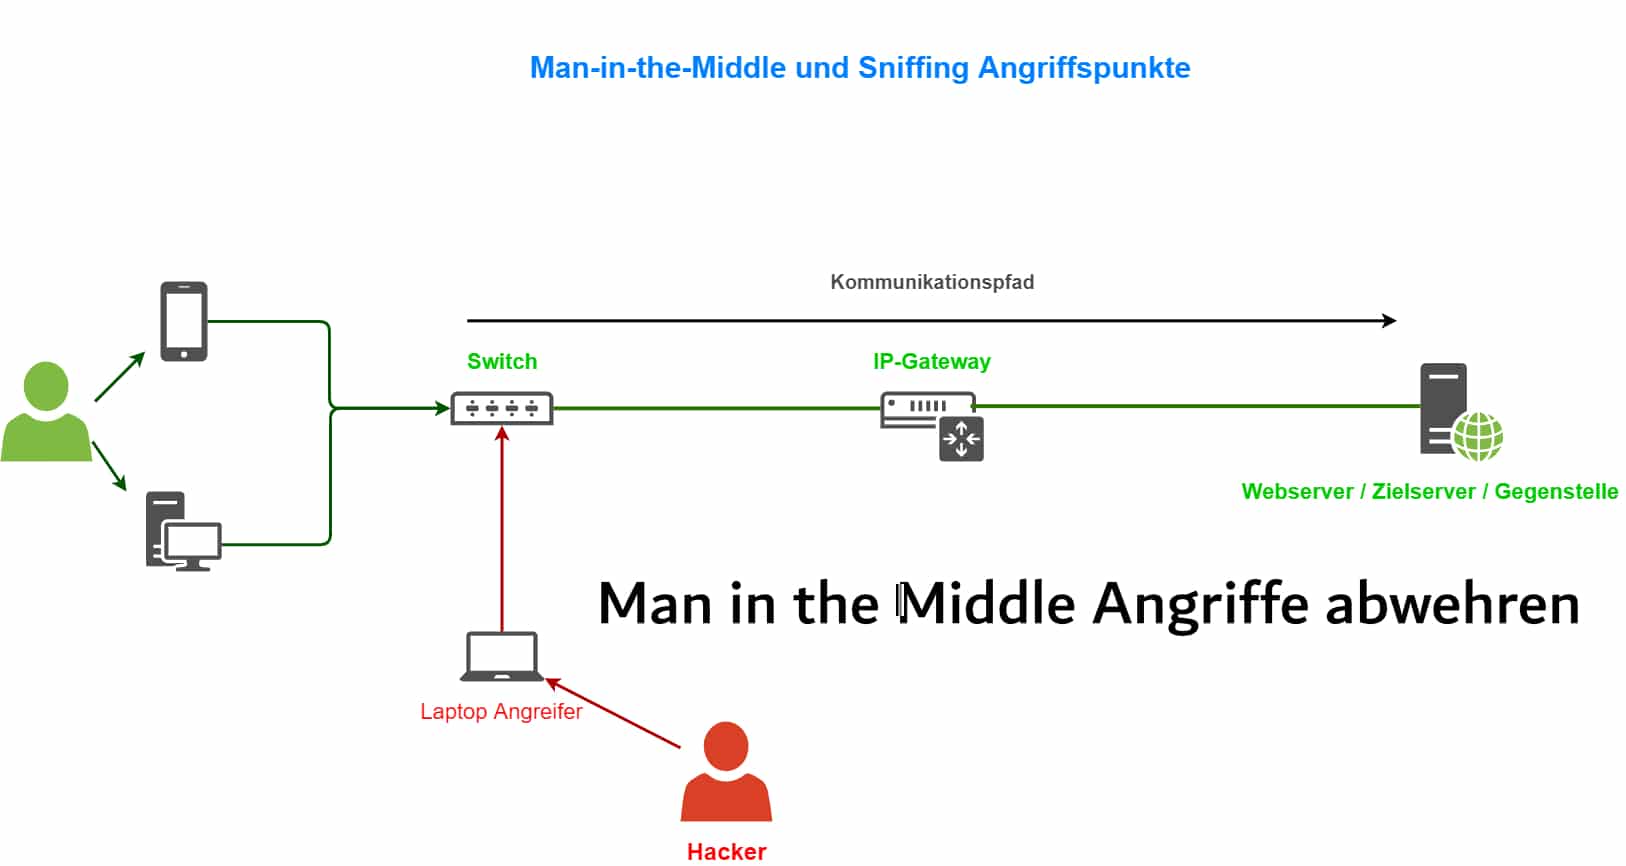 Man-in-the-Middle und Sniffing Angriffspunkte
Kommunikationspfad
Switch
IP-Gateway
Webserver / Zielserver / Gegenstelle
Man in the Middle Angriffe abwehren
Laptop Angreifer
Hacker